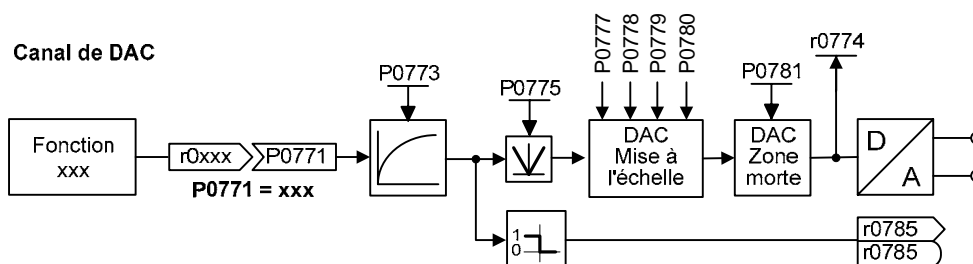 Canal de DAC
P0773
P0775
P0777
P0778
P0779
P0780
P0781
r0774
Fonction
xxx
r0xxx
P0771
P0771 = xxx
DAC
Mise à
l'échelle
DAC
Zone
morte
D
A
1
0
r0785
r0785